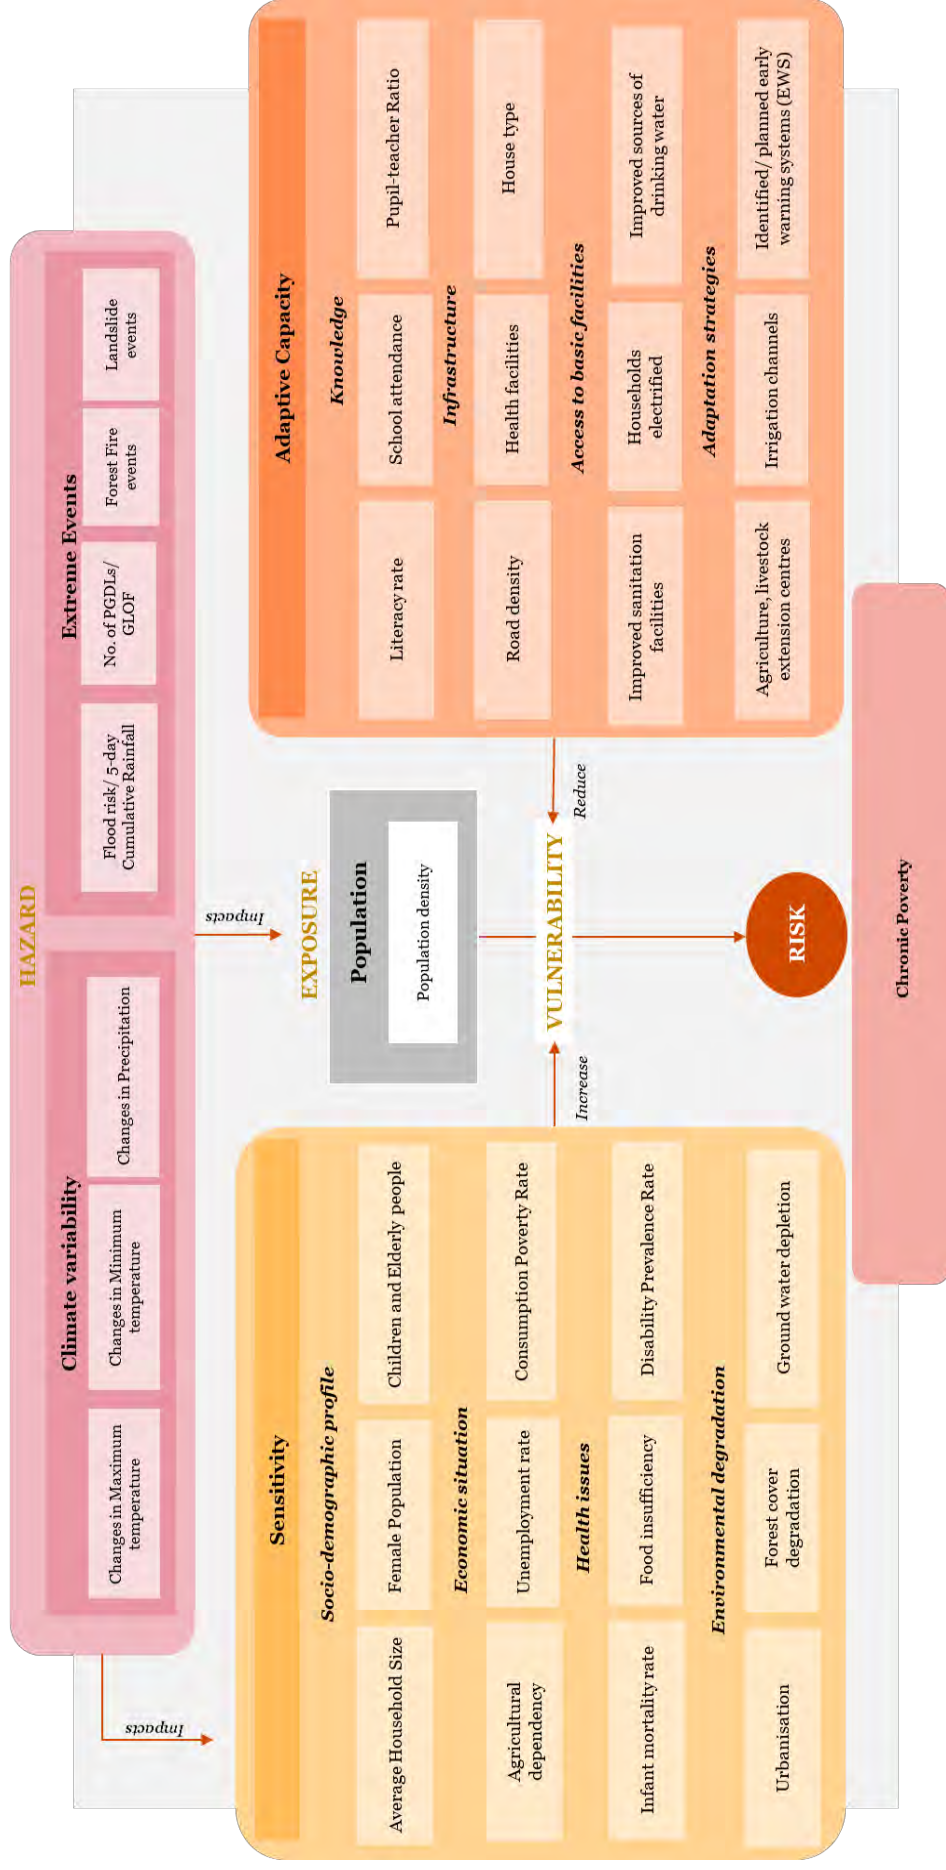 HAZARD
Climate variability
Changes in Maximum
temperature
Changes in Minimum
temperature
Changes in Precipitation
Extreme Events
Flood risk/ 5-day
Cumulative Rainfall
No. of PGDLs/
GLOF
Forest Fire
events
Landslide
events
Impacts
Impacts
Sensitivity
Socio-demographic profile
Average Household Size
Female Population
Children and Elderly people
Economic situation
Agricultural
dependency
Unemployment rate
Consumption Poverty Rate
Health issues
Infant mortality rate
Food insufficiency
Disability Prevalence Rate
Environmental degradation
Urbanisation
Forest cover
degradation
Ground water depletion
EXPOSURE
Population
Population density
Increase
VULNERABILITY
Reduce
RISK
Adaptive Capacity
Knowledge
Literacy rate
School attendance
Pupil-teacher Ratio
Infrastructure
Road density
Health facilities
House type
Access to basic facilities
Improved sanitation
facilities
Households
electrified
Improved sources of
drinking water
Adaptation strategies
Agriculture, livestock
extension centres
Irrigation channels
Identified/ planned early
warning systems (EWS)
Chronic Poverty